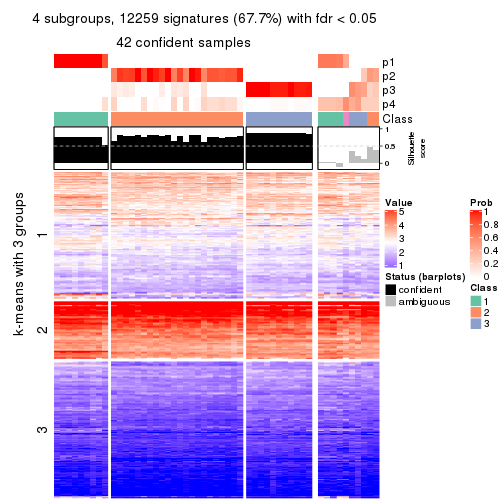 4 subgroups, 12259 signatures (67.7%) with fdr < 0.05
42 confident samples
p1
p2
p3
p4
Class
1
0.5
0
Silhouette
score
k-means with 3 groups
1
2
3
Value
5
4
3
2
1
Status (barplots)
confident
ambiguous
Prob
1
0.8
0.6
0.4
0.2
0
Class
1
2
3